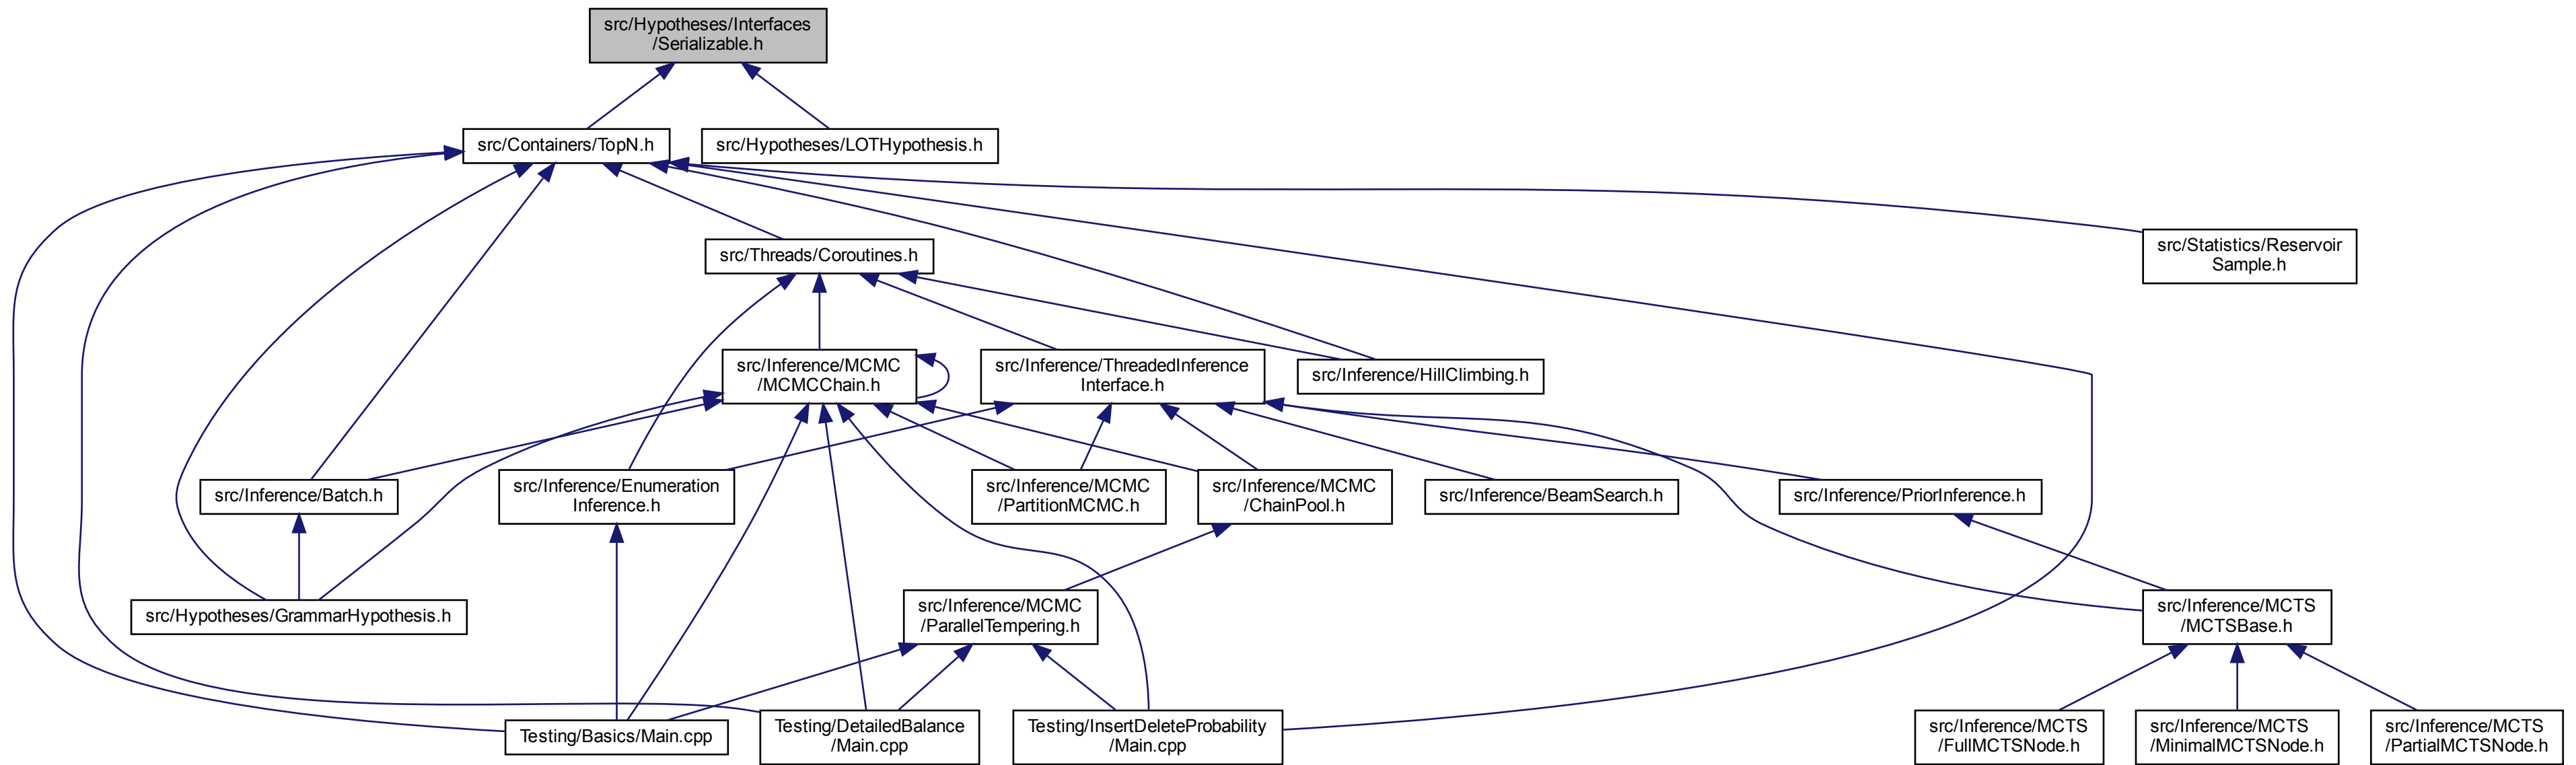 src/Hypotheses/Interfaces
/Serializable.h
src/Containers/TopN.h
src/Hypotheses/LOTHypothesis.h
src/Threads/Coroutines.h
src/Statistics/Reservoir
Sample.h
src/Inference/MCMC
/MCMCChain.h
src/Inference/ThreadedInference
Interface.h
src/Inference/HillClimbing.h
src/Inference/Batch.h
src/Inference/Enumeration
Inference.h
src/Inference/MCMC
/PartitionMCMC.h
src/Inference/MCMC
/ChainPool.h
src/Inference/BeamSearch.h
src/Inference/PriorInference.h
src/Hypotheses/GrammarHypothesis.h
src/Inference/MCMC
/ParallelTempering.h
src/Inference/MCTS
/MCTSBase.h
Testing/Basics/Main.cpp
Testing/DetailedBalance
/Main.cpp
Testing/InsertDeleteProbability
/Main.cpp
src/Inference/MCTS
/FullMCTSNode.h
src/Inference/MCTS
/MinimalMCTSNode.h
src/Inference/MCTS
/PartialMCTSNode.h